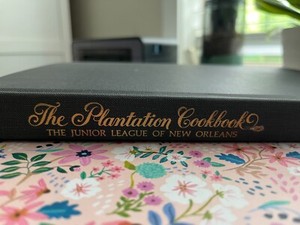 The Plantation Cookbook
THE JUNIOR LEAGUE OF NEW ORLEANS